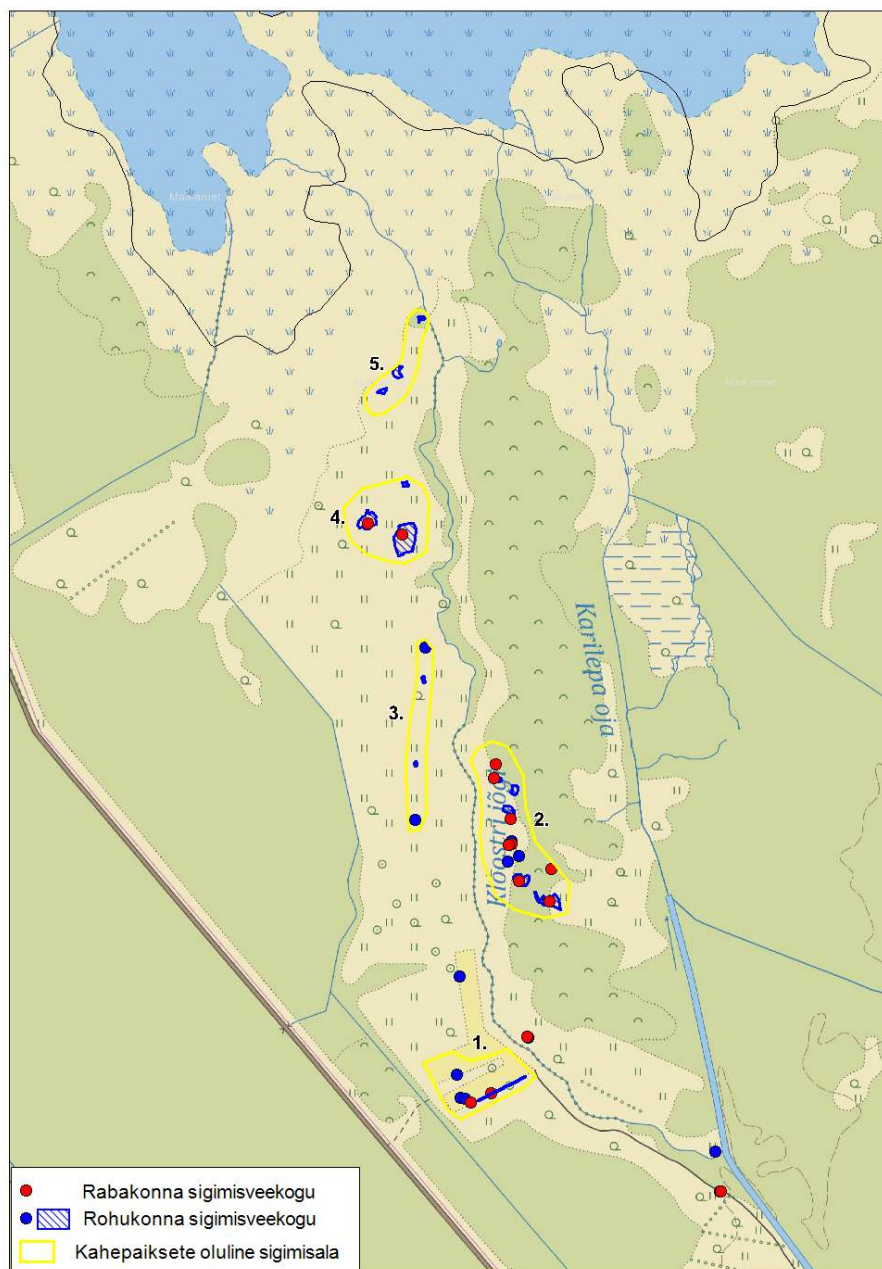 Maa-amet
Maa-amet
5.
4.
Karilepa oja
3.
Kloostri jõgi
2.
1.
Rabakonna sigimisveekogu
Rohukonna sigimisveekogu
Kahepaiksete oluline sigimisala